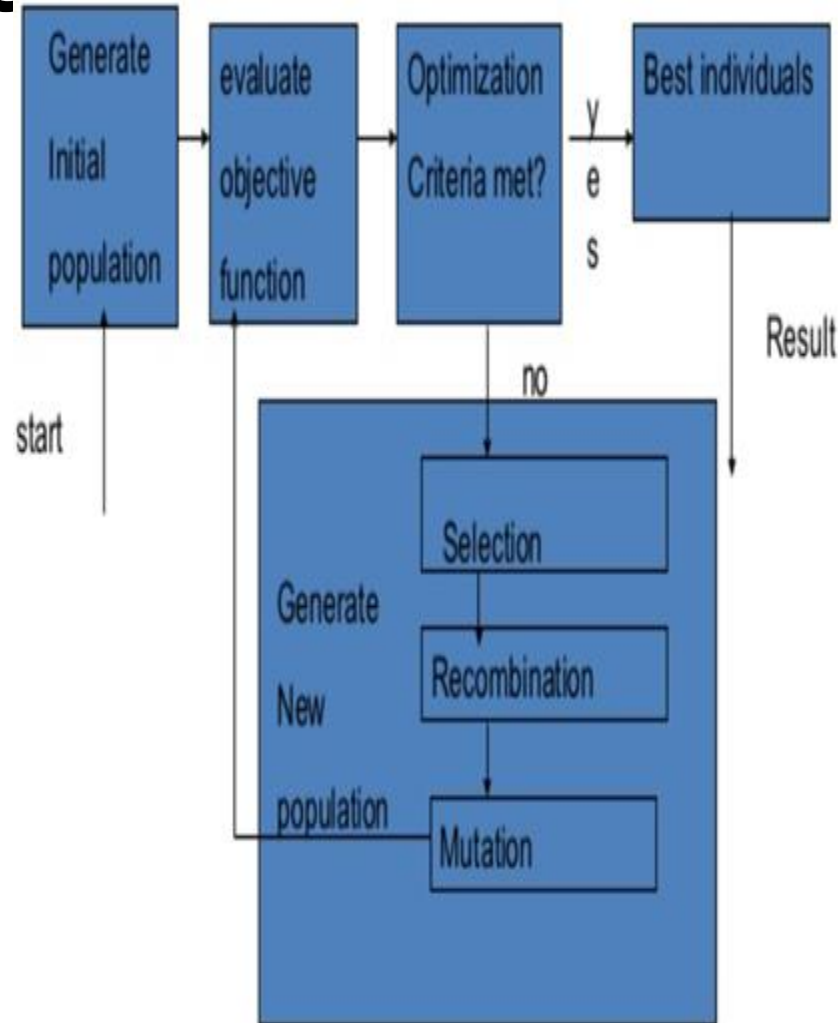 Generate
Initial
population
evaluate
objective
function
Optimization
Criteria met?
y
e
s
Best individuals
Result
start
no
Generate
New
population
Selection
Recombination
Mutation